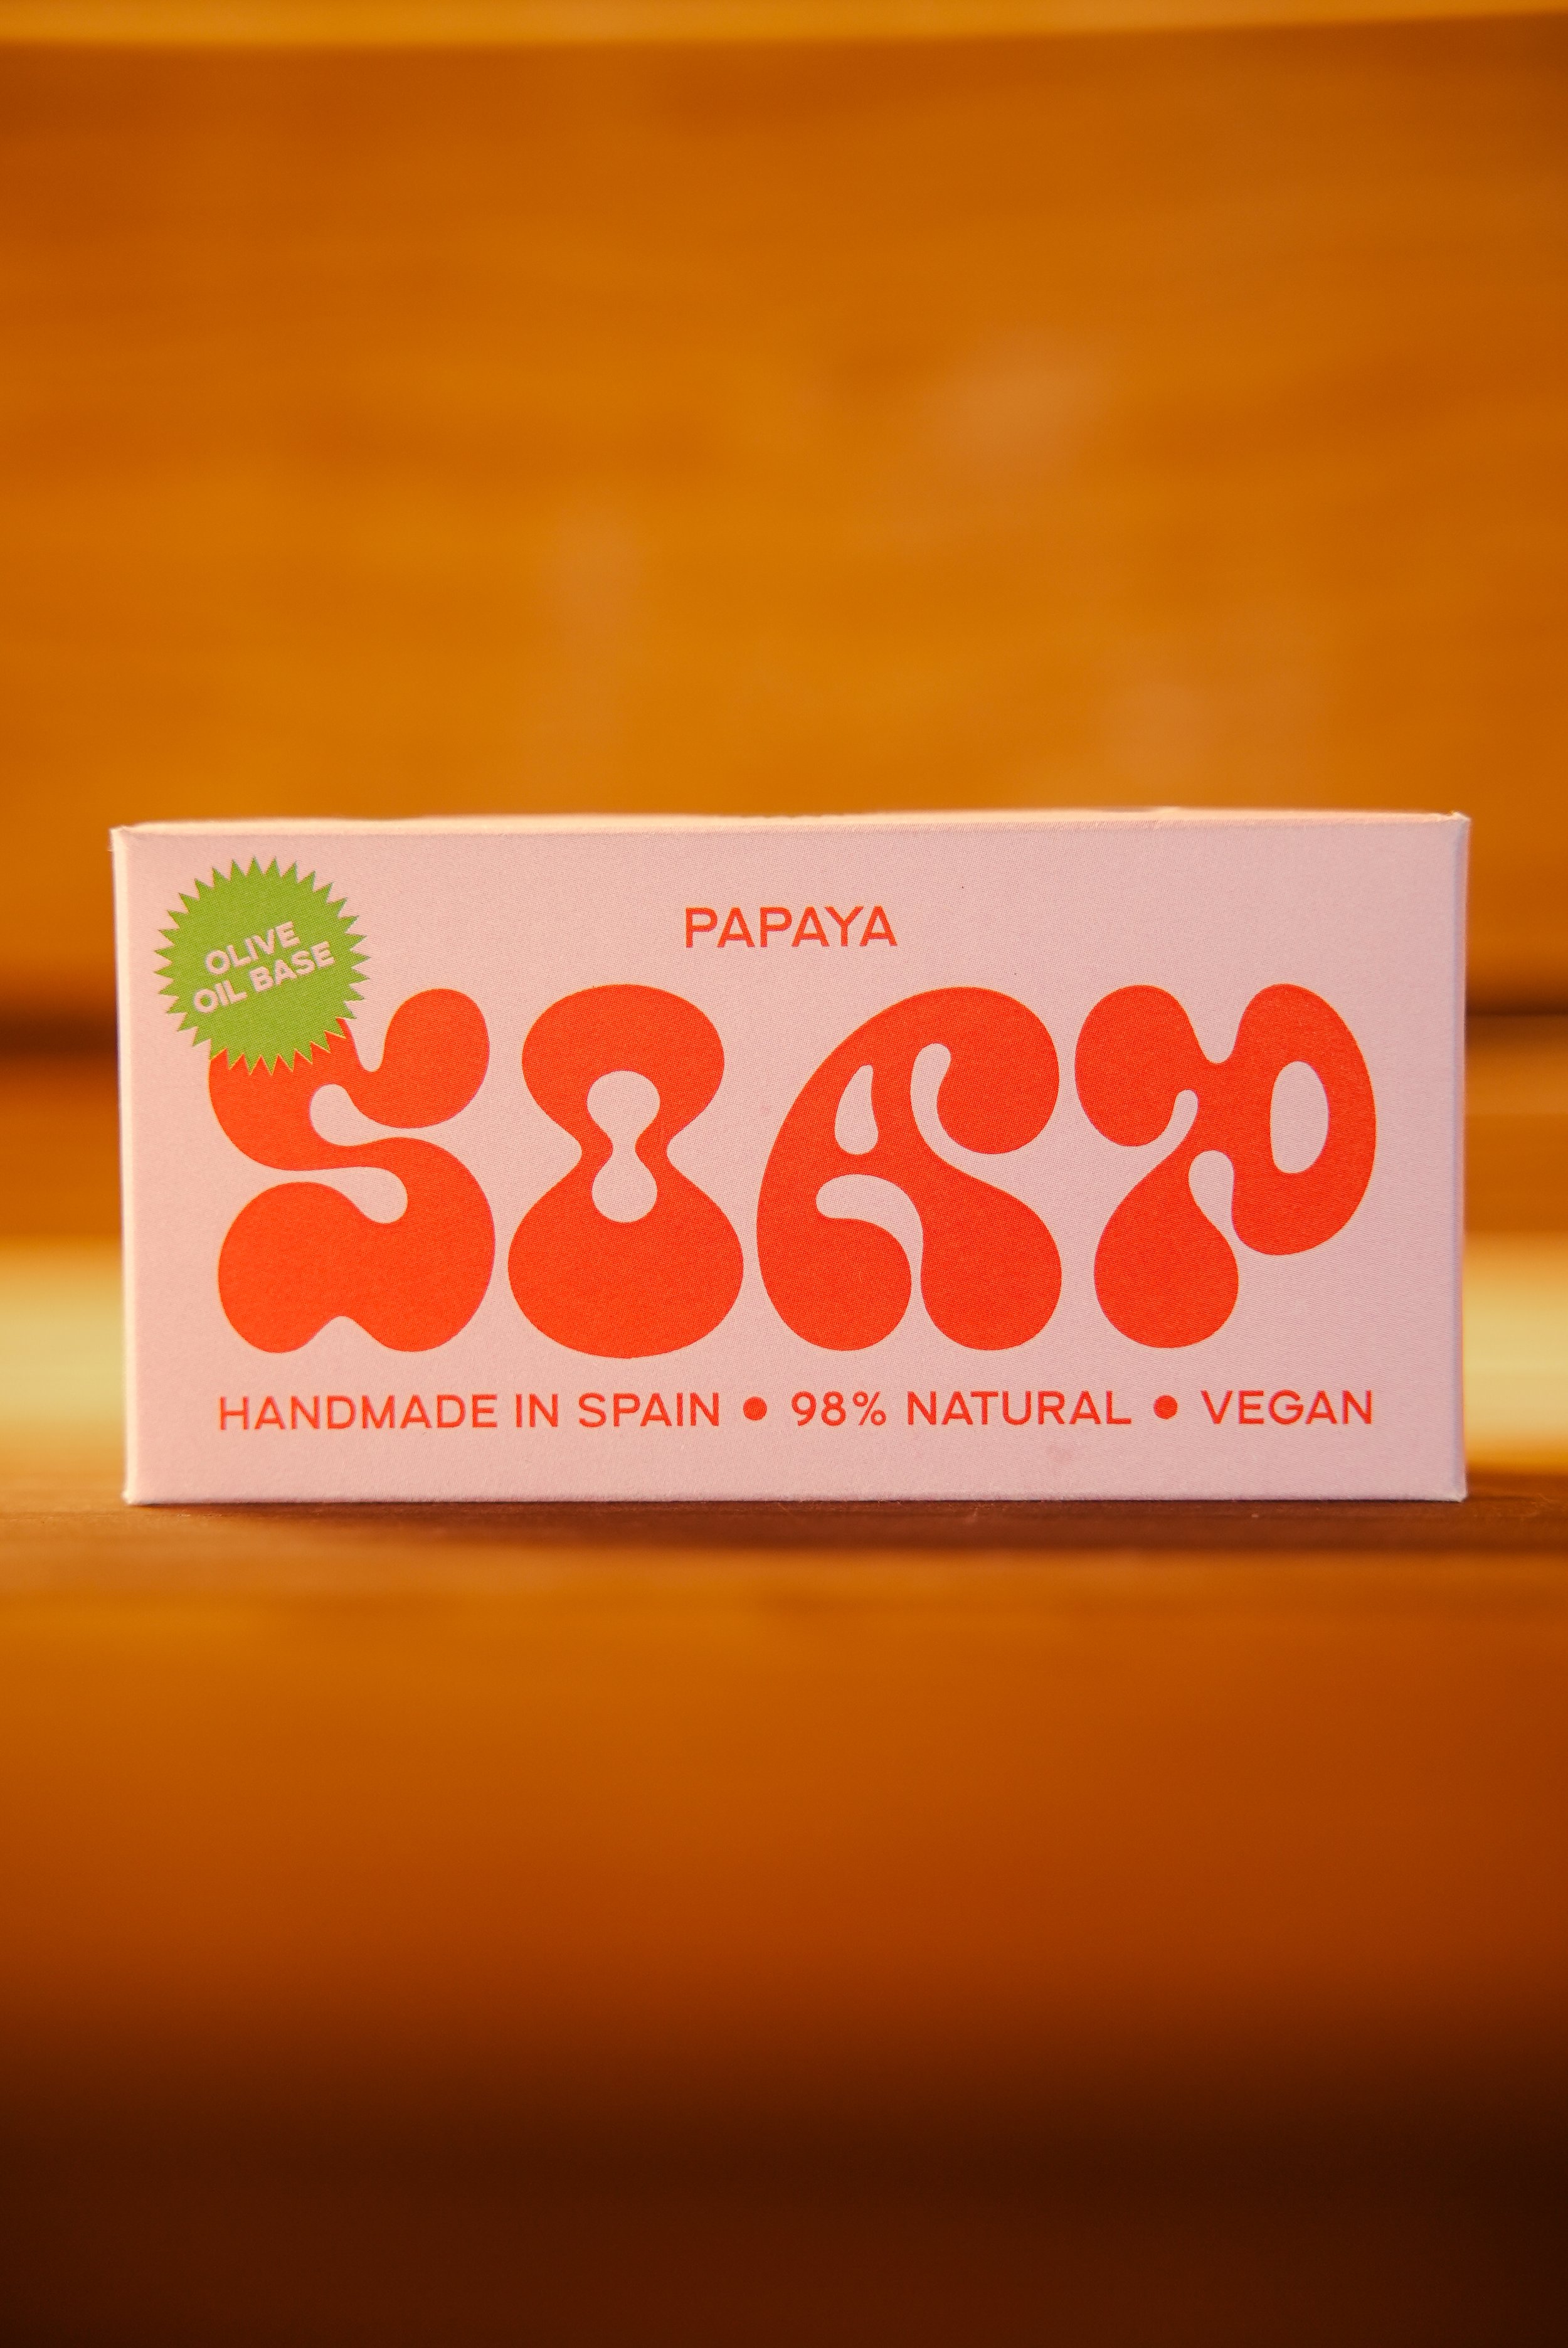 OLIVE
OIL BASE
PAPAYA
SOAP
HANDMADE IN SPAIN ● 98% NATURAL ● VEGAN